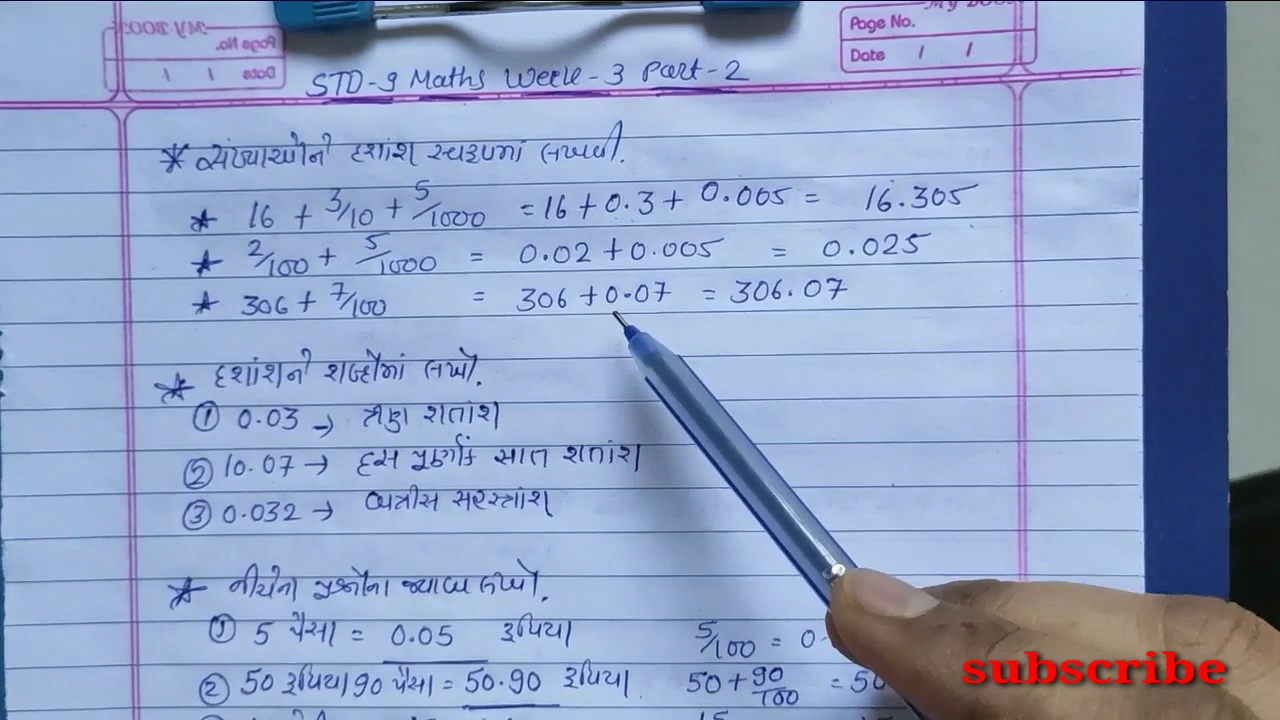 Page No.
Date / /
STD-9 Maths Week-3 Part-2
* સંખ્યાઓની દશાંશ સ્વરૂપમાં લખવી.
* 16 + 3/10 + 5/1000 = 16 + 0.3 + 0.005 = 16.305
* 2/100 + 5/1000 = 0.02 + 0.005 = 0.025
* 306 + 7/100 = 306 + 0.07 = 306.07
* દશાંશને શબ્દોમાં લખો.
① 0.03 → ત્રણ શતાંશ
② 10.07 → દસ પૂર્ણાંક સાત શતાંશ
③ 0.032 → બત્રીસ સહસ્ત્રાંશ
* નીચેના પ્રશ્નોના જવાબ લખો.
① 5 પૈસા = 0.05 રૂપિયા 5/100 = 0
② 50 રૂપિયા 90 પૈસા = 50.90 રૂપિયા. 50 + 90/100 = 50
subscribe